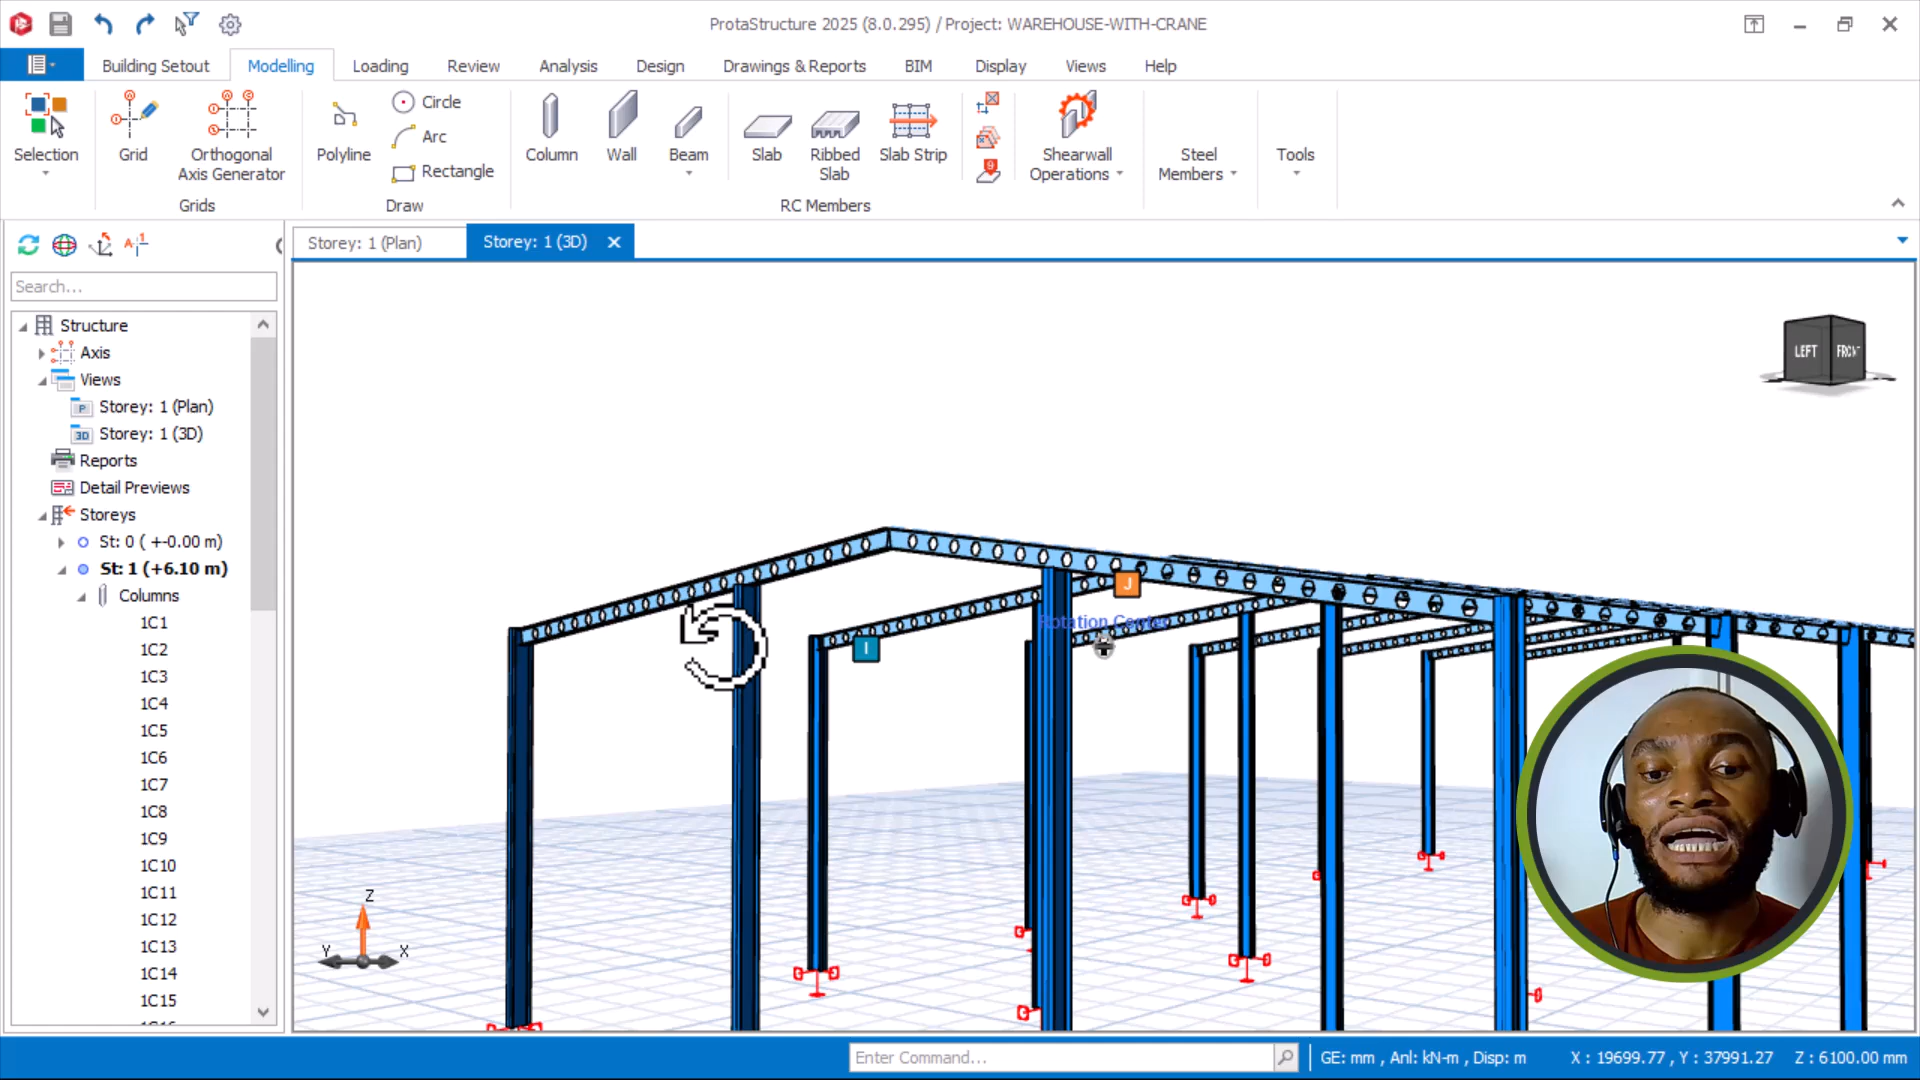 ProtaStructure 2025 (8.0.295) / Project: WAREHOUSE-WITH-CRANE
Building Setout
Modelling
Loading
Review
Analysis
Design
Drawings & Reports
BIM
Display
Views
Help
Selection
Grid
Orthogonal
Axis Generator
Grids
Polyline
Circle
Arc
Rectangle
Draw
Column
Wall
Beam
Slab
Ribbed
Slab
Slab Strip
RC Members
Shearwall
Operations
Steel
Members
Tools
Storey: 1 (Plan)
Storey: 1 (3D)
Search...
Structure
Axis
Views
Storey: 1 (Plan)
Storey: 1 (3D)
Reports
Detail Previews
Storeys
St: 0 ( +-0.00 m)
St: 1 (+6.10 m)
Columns
1C1
1C2
1C3
1C4
1C5
1C6
1C7
1C8
1C9
1C10
1C11
1C12
1C13
1C14
1C15
LEFT
FRONT
J
Rotation Center
I
Z
Y
X
Enter Command...
GE: mm , Anl: kN-m , Disp: m
X : 19699.77 , Y : 37991.27
Z : 6100.00 mm